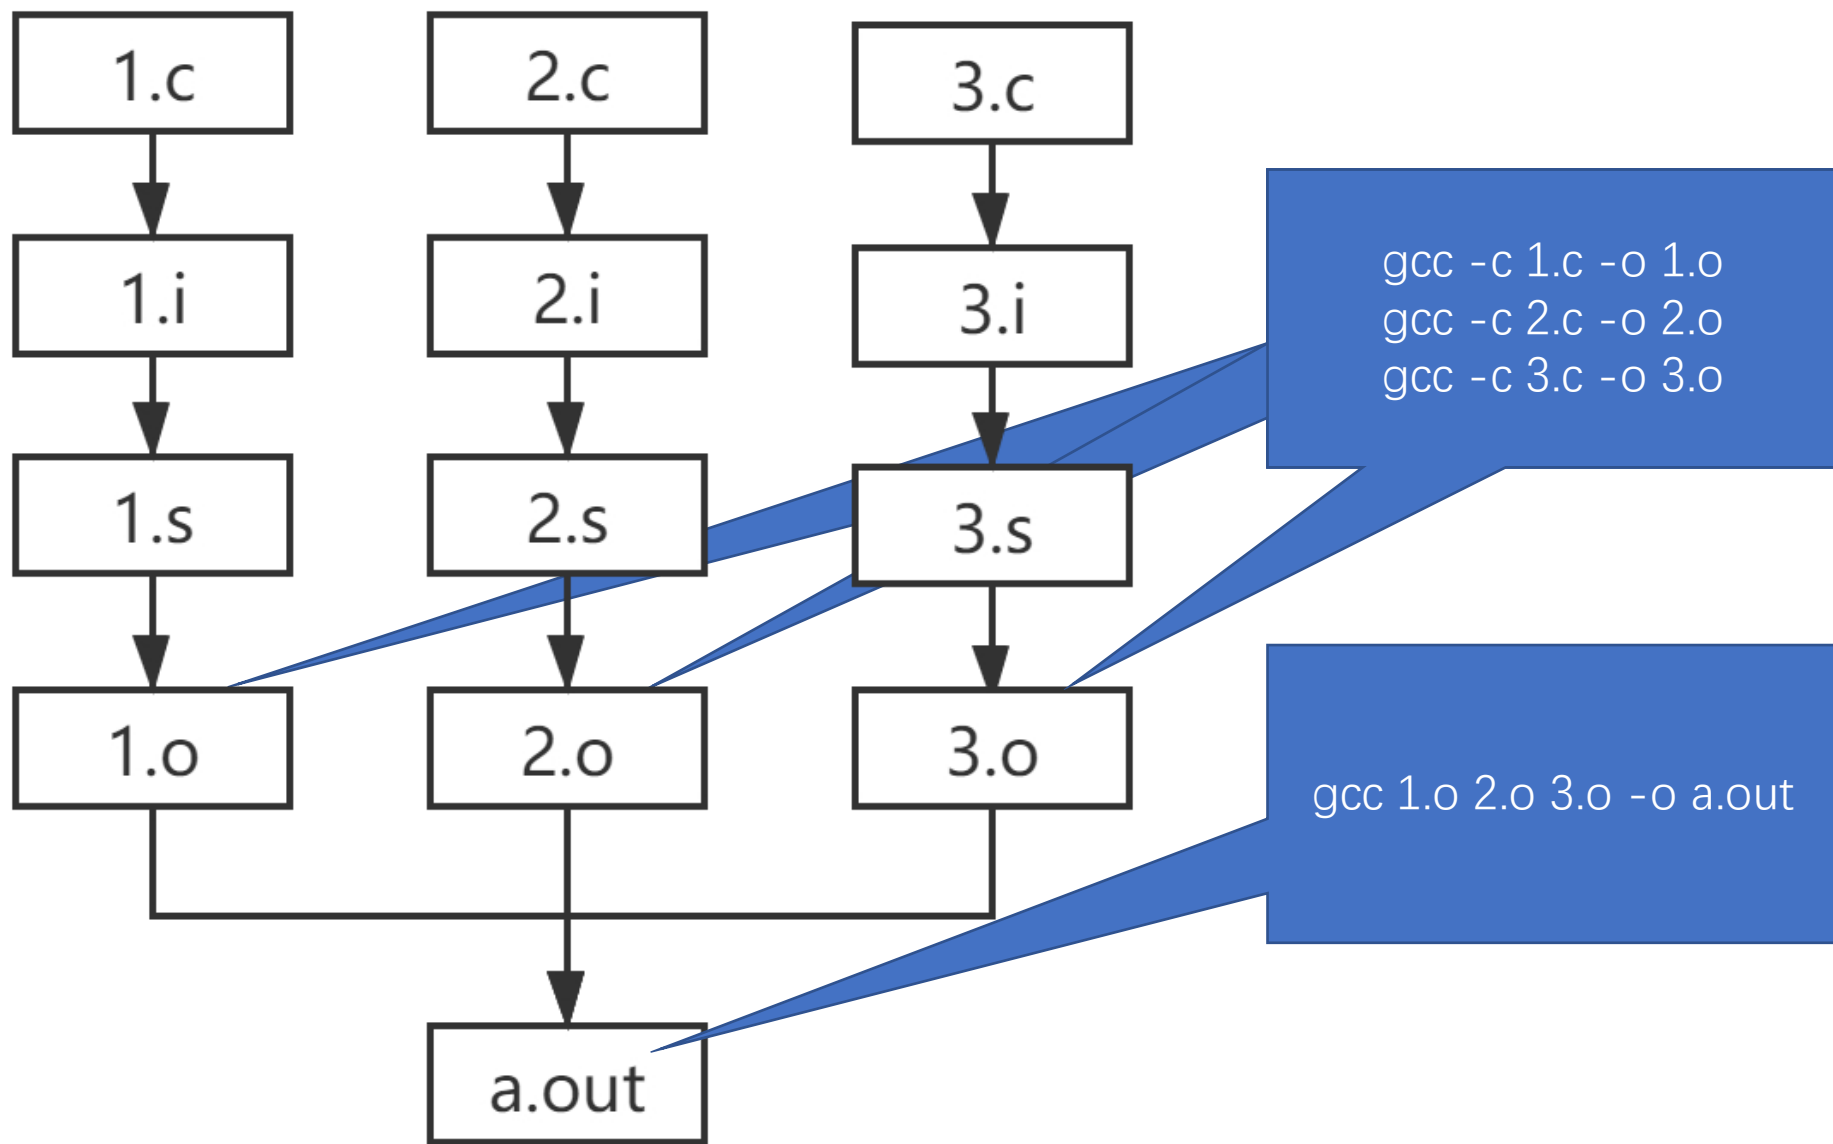 1.c
2.c
3.c
1.i
2.i
3.i
gcc -c 1.c -o 1.o
gcc -c 2.c -o 2.o
gcc -c 3.c -o 3.o
1.s
2.s
3.s
1.o
2.o
3.o
gcc 1.o 2.o 3.o -o a.out
a.out